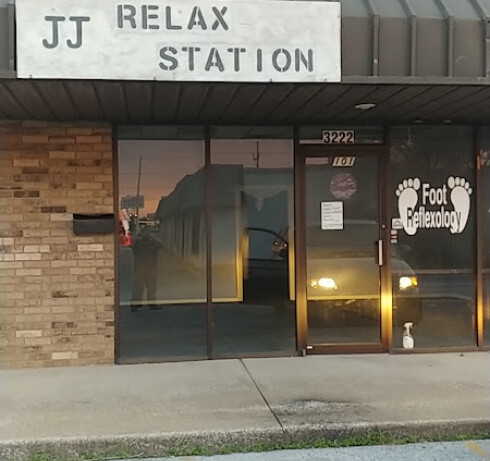 JJ RELAX
STATION
3222
101
Foot
Reflexology